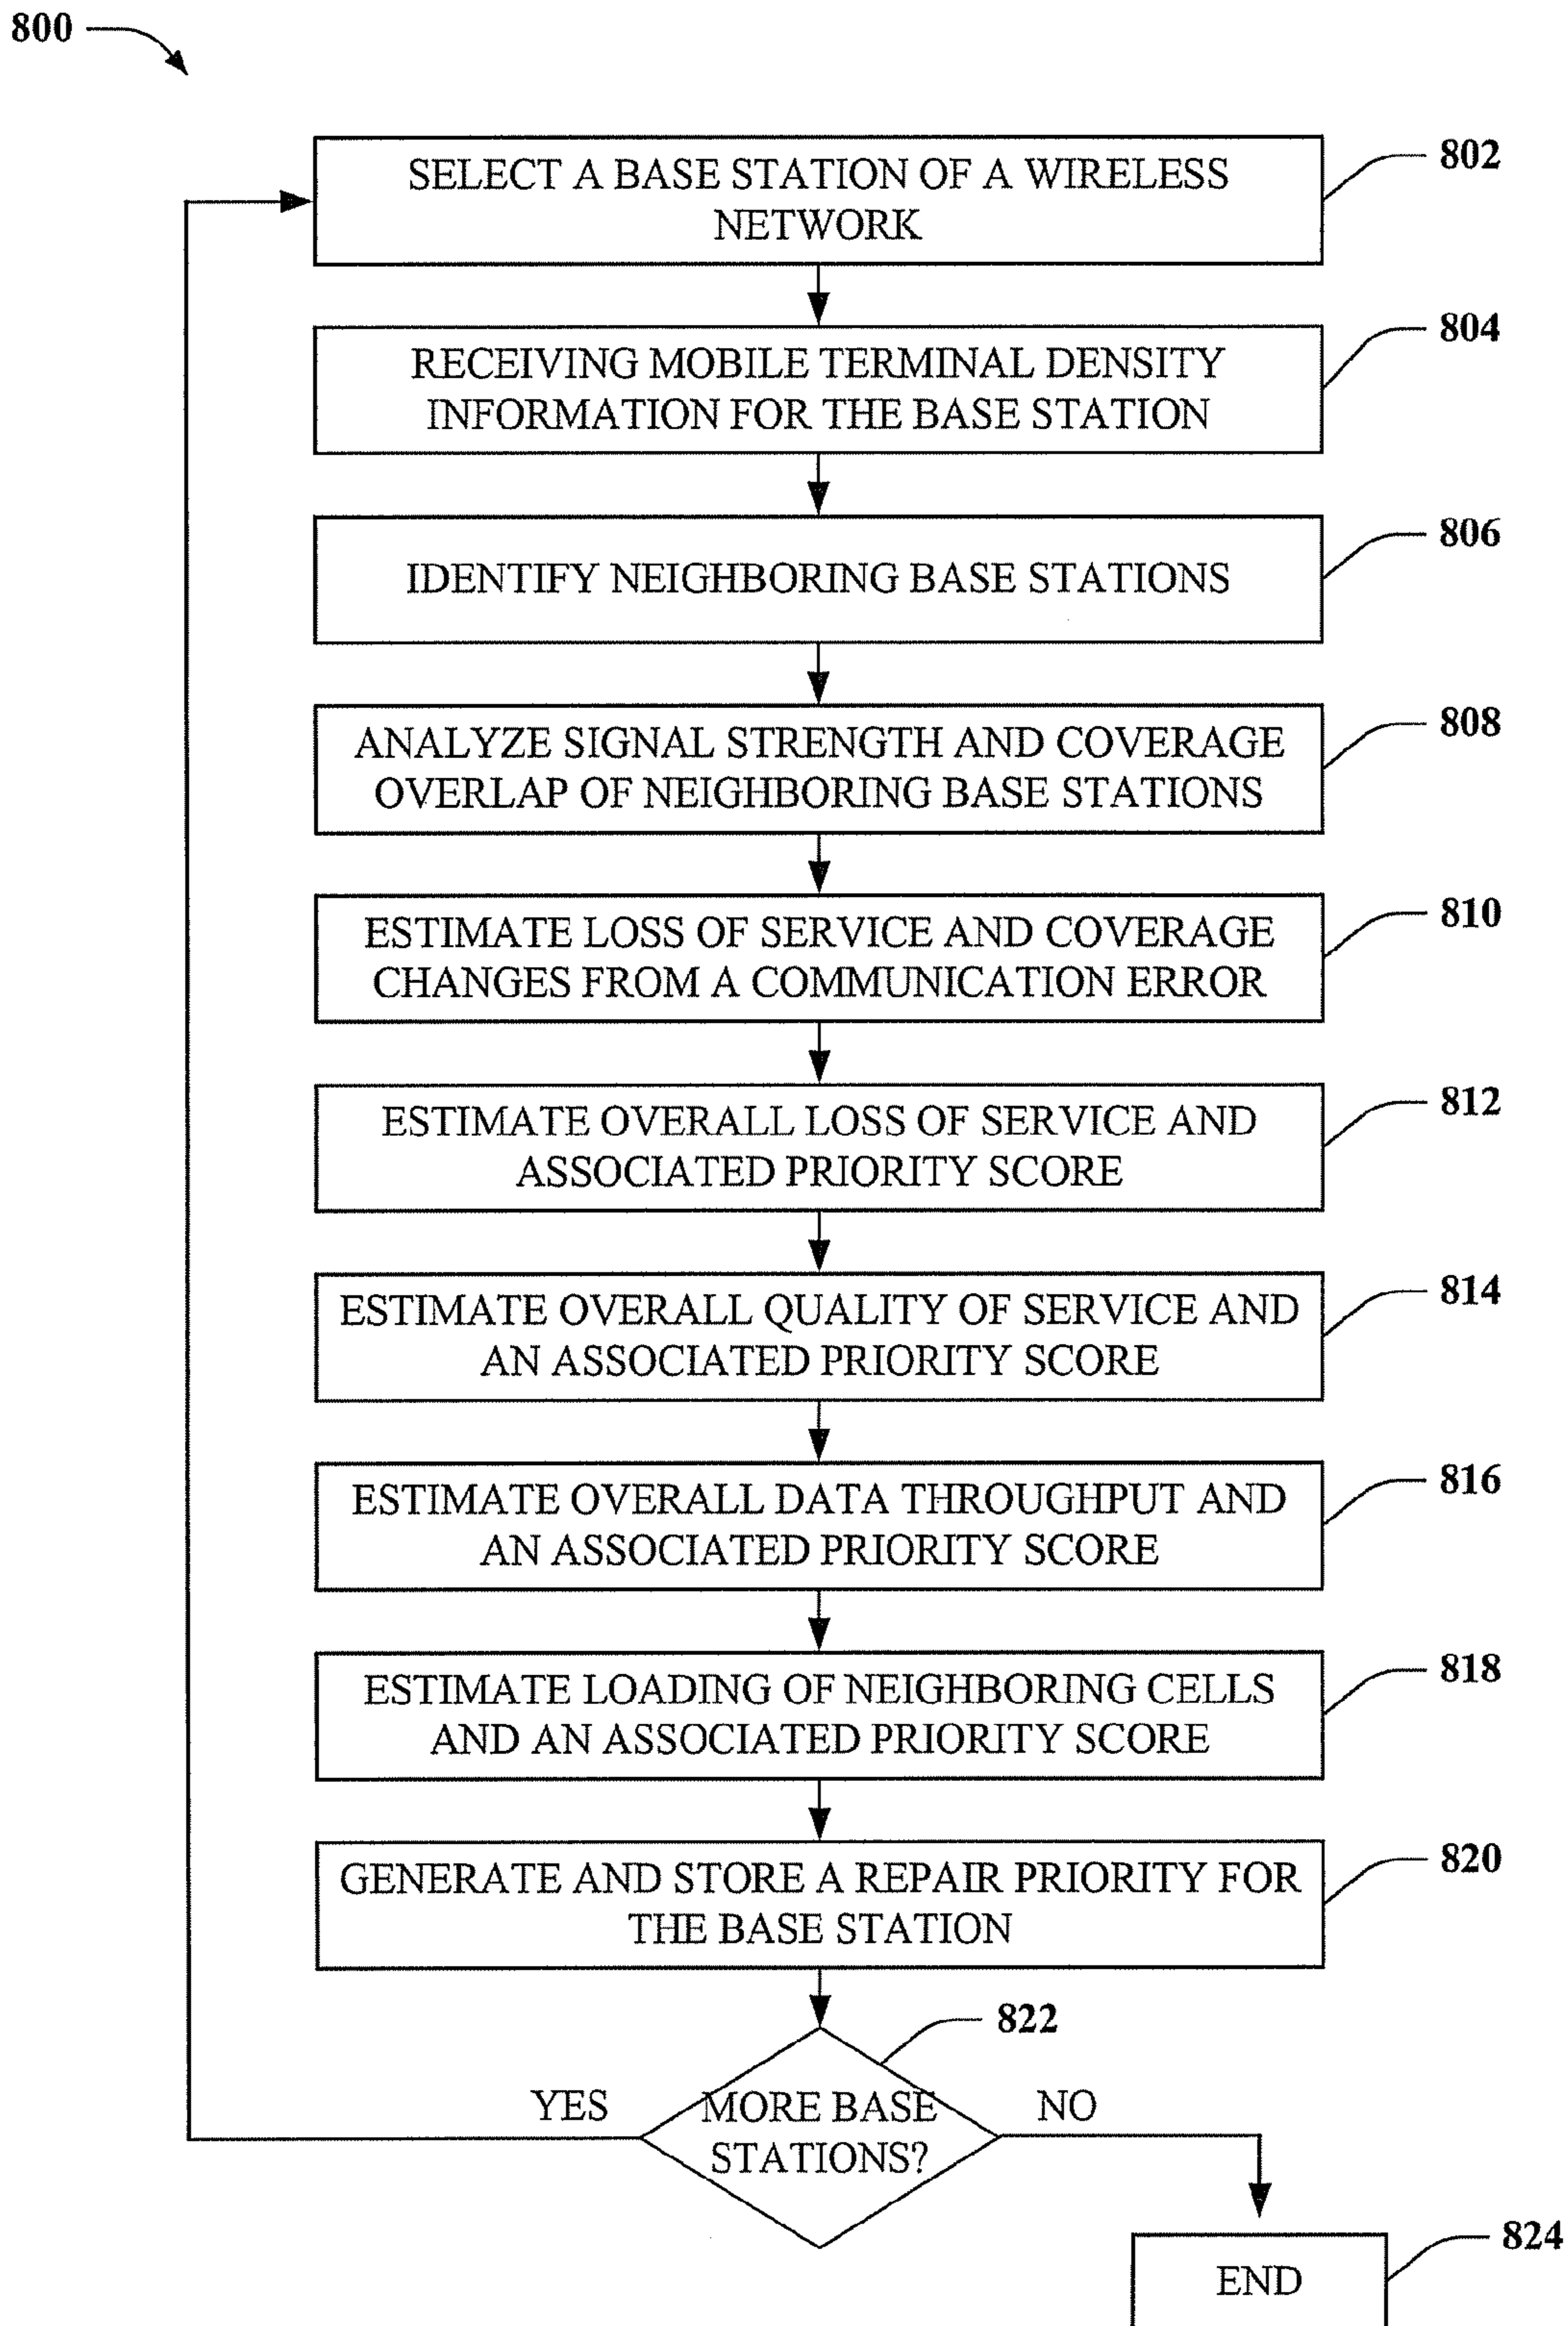 800
SELECT A BASE STATION OF A WIRELESS
NETWORK
802
RECEIVING MOBILE TERMINAL DENSITY
INFORMATION FOR THE BASE STATION
804
IDENTIFY NEIGHBORING BASE STATIONS
806
ANALYZE SIGNAL STRENGTH AND COVERAGE
OVERLAP OF NEIGHBORING BASE STATIONS
808
ESTIMATE LOSS OF SERVICE AND COVERAGE
CHANGES FROM A COMMUNICATION ERROR
810
ESTIMATE OVERALL LOSS OF SERVICE AND
ASSOCIATED PRIORITY SCORE
812
ESTIMATE OVERALL QUALITY OF SERVICE AND
AN ASSOCIATED PRIORITY SCORE
814
ESTIMATE OVERALL DATA THROUGHPUT AND
AN ASSOCIATED PRIORITY SCORE
816
ESTIMATE LOADING OF NEIGHBORING CELLS
AND AN ASSOCIATED PRIORITY SCORE
818
GENERATE AND STORE A REPAIR PRIORITY FOR
THE BASE STATION
820
822
YES
MORE BASE
STATIONS?
NO
824
END